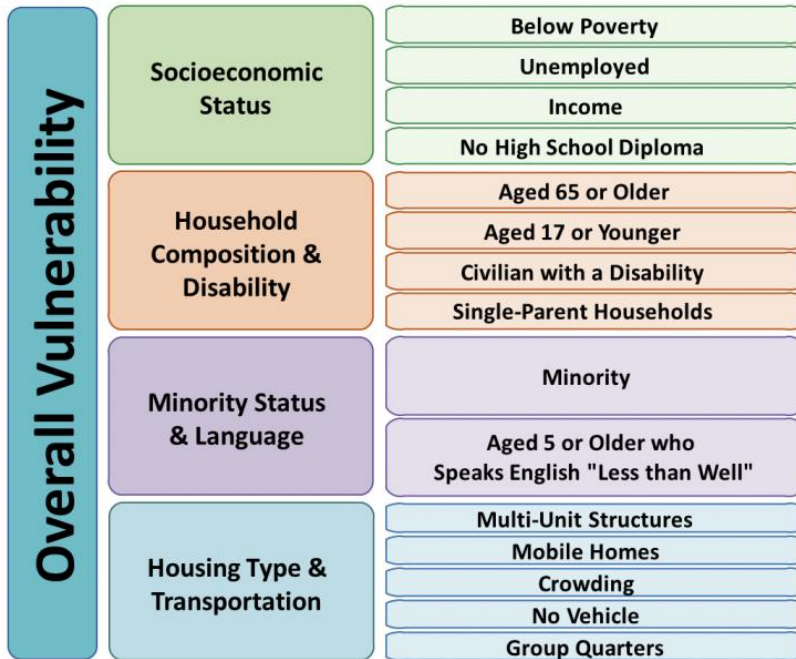 Overall Vulnerability
Socioeconomic
Status
Below Poverty
Unemployed
Income
No High School Diploma
Household
Composition &
Disability
Aged 65 or Older
Aged 17 or Younger
Civilian with a Disability
Single-Parent Households
Minority Status
& Language
Minority
Aged 5 or Older who
Speaks English "Less than Well"
Housing Type &
Transportation
Multi-Unit Structures
Mobile Homes
Crowding
No Vehicle
Group Quarters